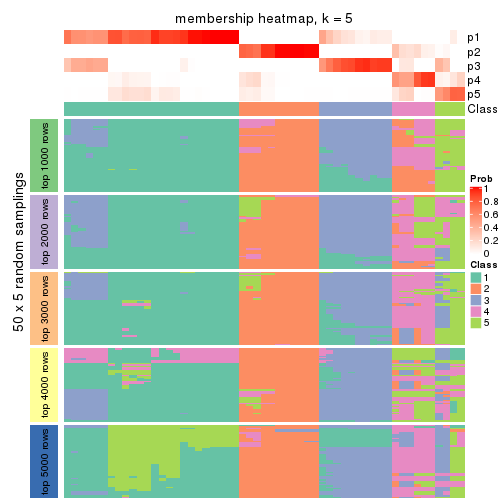 membership heatmap, k = 5
p1
p2
p3
p4
p5
Class
50 x 5 random samplings
top 1000 rows
top 2000 rows
top 3000 rows
top 4000 rows
top 5000 rows
Prob
1
0.8
0.6
0.4
0.2
0
Class
1
2
3
4
5